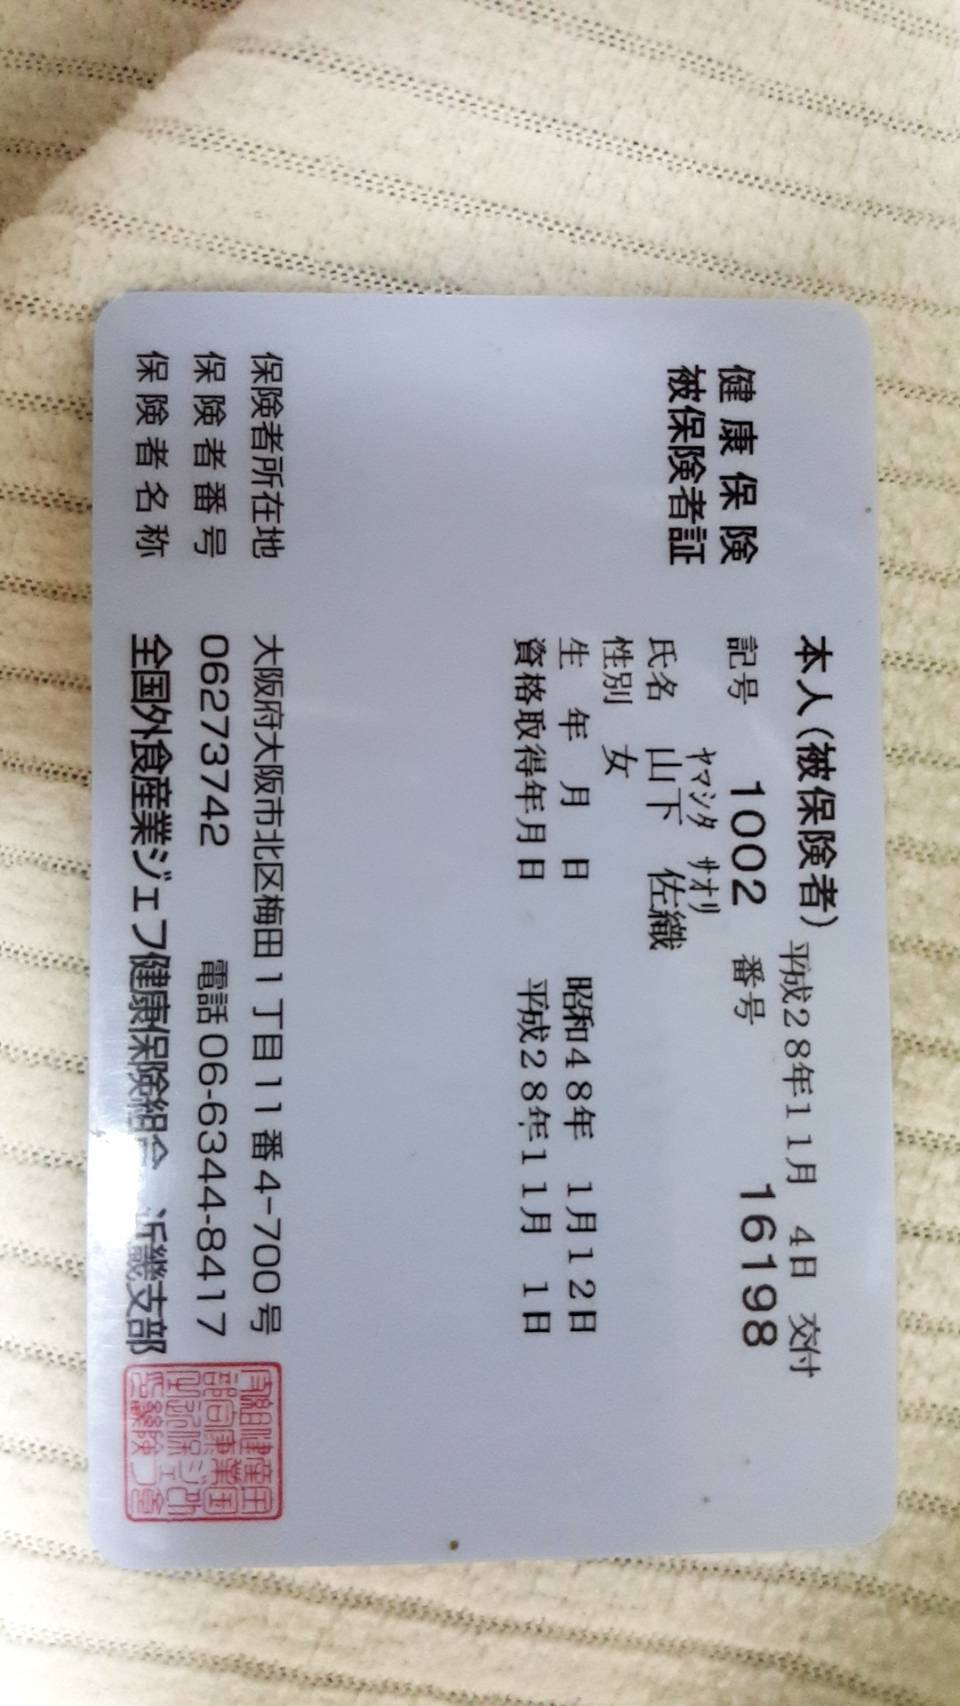 健康保険
被保険者証
本人(被保険者)
平成28年11月 4日 交付
記号 1002 番号 16198
ヤマシタ サオリ
氏名 山下 佐織
性別 女
生年月日 昭和48年 1月12日
資格取得年月日 平成28年11月 1日
保険者所在地 大阪府大阪市北区梅田1丁目11番4-700号
保険者番号 06273742 電話06-6344-8417
保険者名称 全国外食産業ジェフ健康保険組合 近畿支部